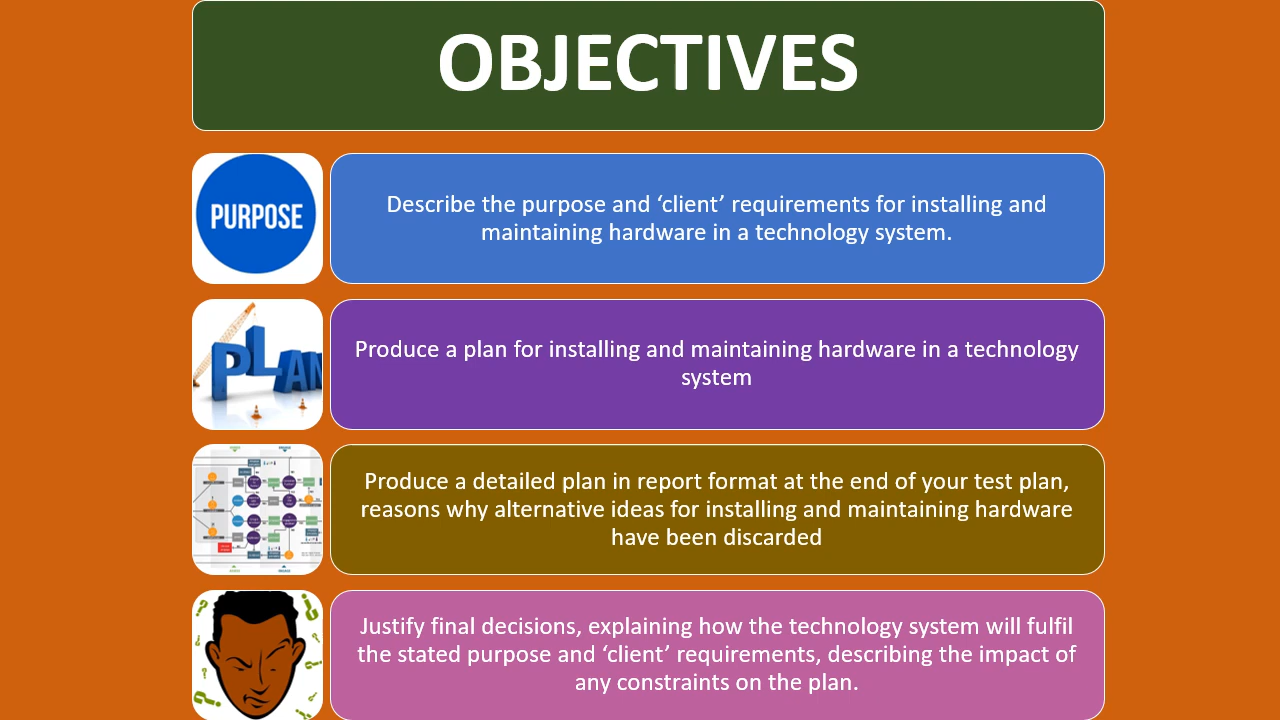 OBJECTIVES
PURPOSE
Describe the purpose and ‘client’ requirements for installing and
maintaining hardware in a technology system.
PLAN
Produce a plan for installing and maintaining hardware in a technology
system
Produce a detailed plan in report format at the end of your test plan,
reasons why alternative ideas for installing and maintaining hardware
have been discarded
Justify final decisions, explaining how the technology system will fulfil
the stated purpose and ‘client’ requirements, describing the impact of
any constraints on the plan.